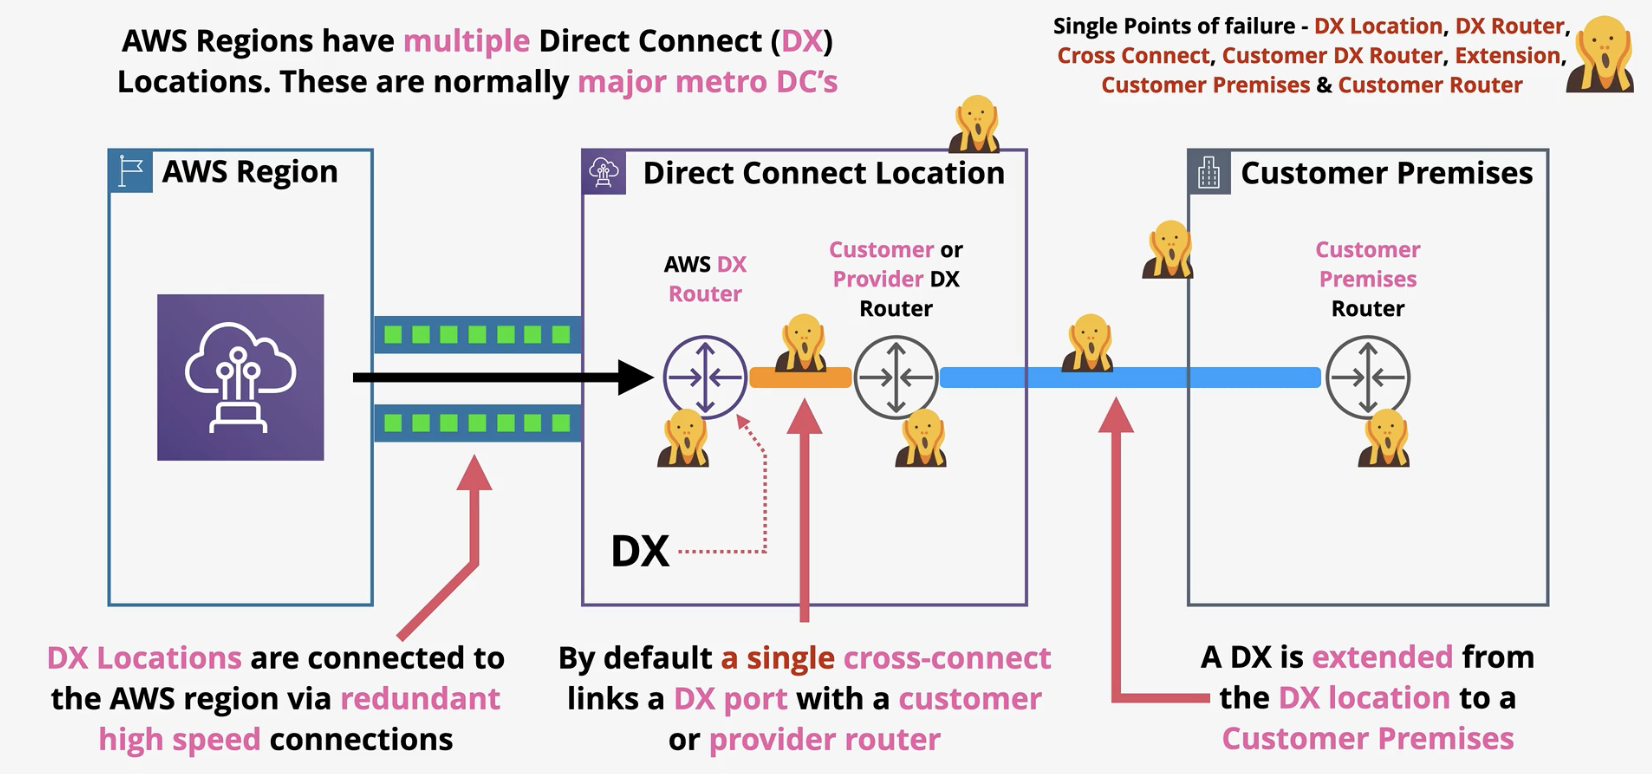 AWS Regions have multiple Direct Connect (DX)
Locations. These are normally major metro DC’s
Single Points of failure - DX Location, DX Router,
Cross Connect, Customer DX Router, Extension,
Customer Premises & Customer Router
AWS Region
Direct Connect Location
Customer Premises
AWS DX
Router
Customer or
Provider DX
Router
Customer
Premises
Router
DX
DX Locations are connected to
the AWS region via redundant
high speed connections
By default a single cross-connect
links a DX port with a customer
or provider router
A DX is extended from
the DX location to a
Customer Premises